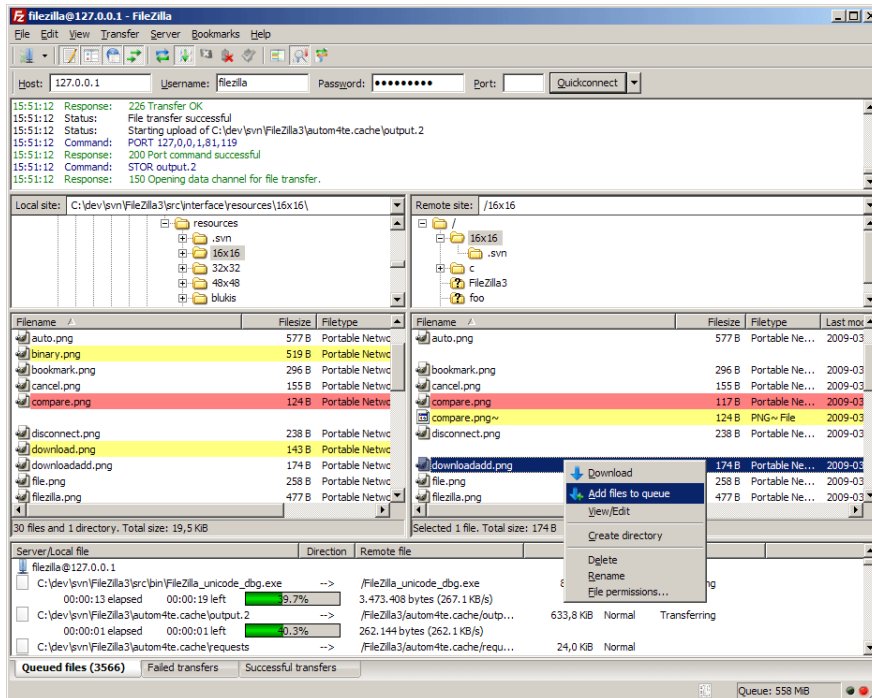 filezilla@127.0.0.1 - FileZilla
File Edit View Transfer Server Bookmarks Help
Host: 127.0.0.1 Username: filezilla Password: ●●●●●●●●● Port: Quickconnect
15:51:12 Response: 226 Transfer OK
15:51:12 Status: File transfer successful
15:51:12 Status: Starting upload of C:\dev\svn\FileZilla3\autom4te.cache\output.2
15:51:12 Command: PORT 127,0,0,1,81,119
15:51:12 Response: 200 Port command successful
15:51:12 Command: STOR output.2
15:51:12 Response: 150 Opening data channel for file transfer.
Local site: C:\dev\svn\FileZilla3\src\interface\resources\16x16\
resources
.svn
16x16
32x32
48x48
blukis
Remote site: /16x16
/
16x16
.svn
c
FileZilla3
foo
Filename Filesize Filetype
auto.png 577 B Portable Netwo
binary.png 519 B Portable Netwo
bookmark.png 296 B Portable Netwo
cancel.png 155 B Portable Netwo
compare.png 124 B Portable Netwo
disconnect.png 238 B Portable Netwo
download.png 143 B Portable Netwo
downloadadd.png 174 B Portable Netwo
file.png 258 B Portable Netwo
filezilla.png 477 B Portable Netwo
30 files and 1 directory. Total size: 19,5 KiB
Filename Filesize Filetype Last mod
auto.png 577 B Portable Ne... 2009-03
bookmark.png 296 B Portable Ne... 2009-03
cancel.png 155 B Portable Ne... 2009-03
compare.png 117 B Portable Ne... 2009-03
compare.png~ 124 B PNG~ File 2009-03
disconnect.png 238 B Portable Ne... 2009-03
downloadadd.png 174 B Portable Ne... 2009-03
file.png 258 B Portable Ne... 2009-03
filezilla.png 477 B Portable Ne... 2009-03
Selected 1 file. Total size: 174 B
Download
Add files to queue
View/Edit
Create directory
Delete
Rename
File permissions...
Server/Local file Direction Remote file
filezilla@127.0.0.1
C:\dev\svn\FileZilla3\src\bin\FileZilla_unicode_dbg.exe --> /FileZilla_unicode_dbg.exe
00:00:13 elapsed 00:00:19 left 39.7% 3.473.408 bytes (267.1 KB/s)
C:\dev\svn\FileZilla3\autom4te.cache\output.2 --> /FileZilla3/autom4te.cache/outp... 633,8 KiB Normal Transferring
00:00:01 elapsed 00:00:01 left 40.3% 262.144 bytes (262.1 KB/s)
C:\dev\svn\FileZilla3\autom4te.cache\requests --> /FileZilla3/autom4te.cache/requ... 24,0 KiB Normal
Queued files (3566) Failed transfers Successful transfers
Queue: 558 MiB